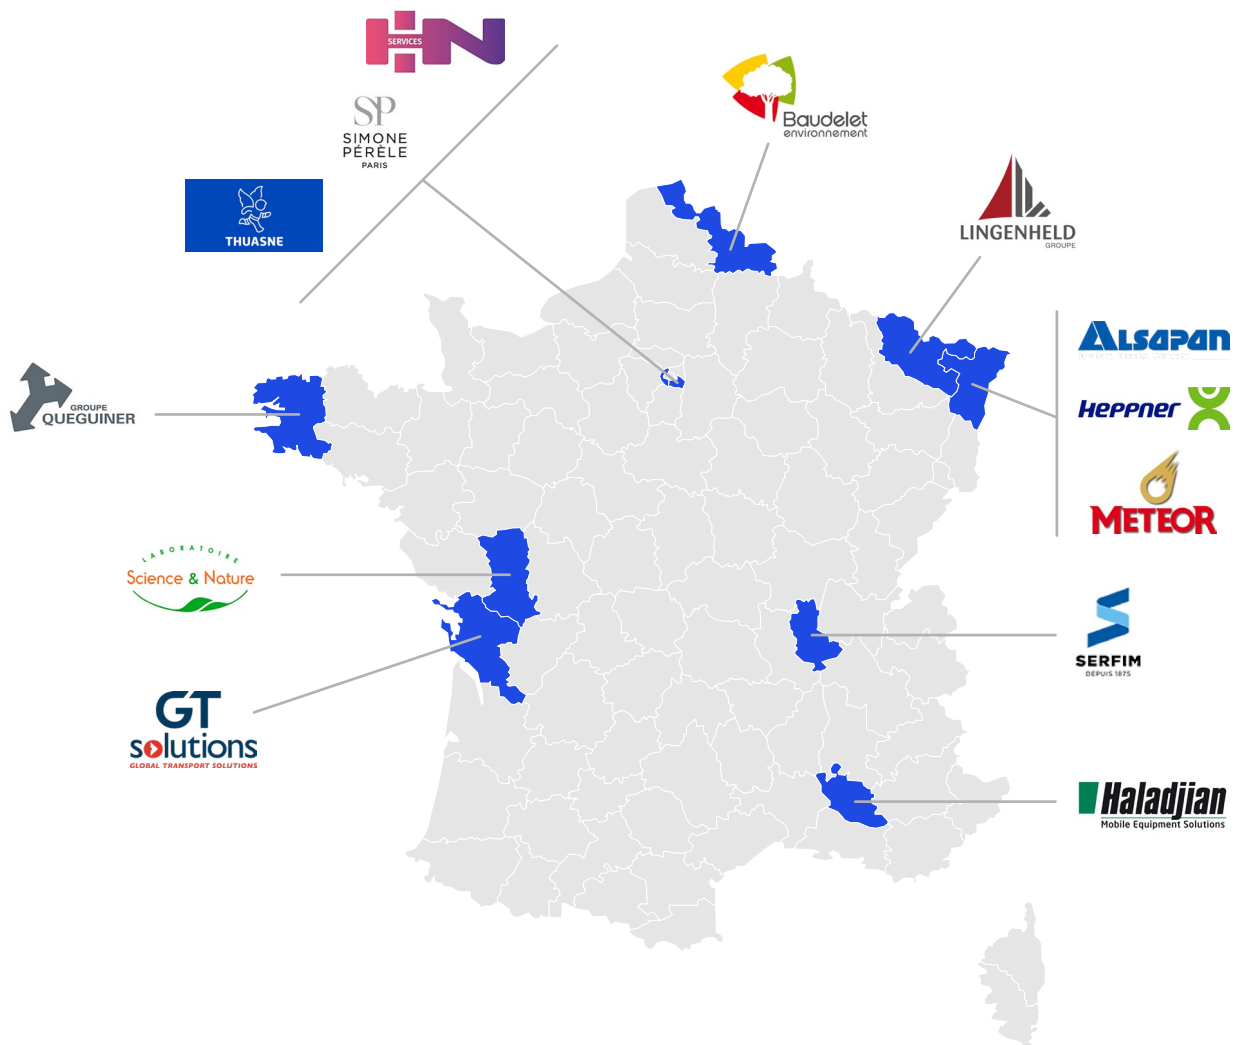 HN
SERVICES
SP
SIMONE
PÉRÈLE
PARIS
Baudelet
environnement
THUASNE
LINGENHELD
GROUPE
ALSAPAN
GROUPE
QUEGUINER
HEPPNER
METEOR
LABORATOIRE
Science & Nature
SERFIM
DEPUIS 1875
GT
solutions
GLOBAL TRANSPORT SOLUTIONS
Haladjian
Mobile Equipment Solutions